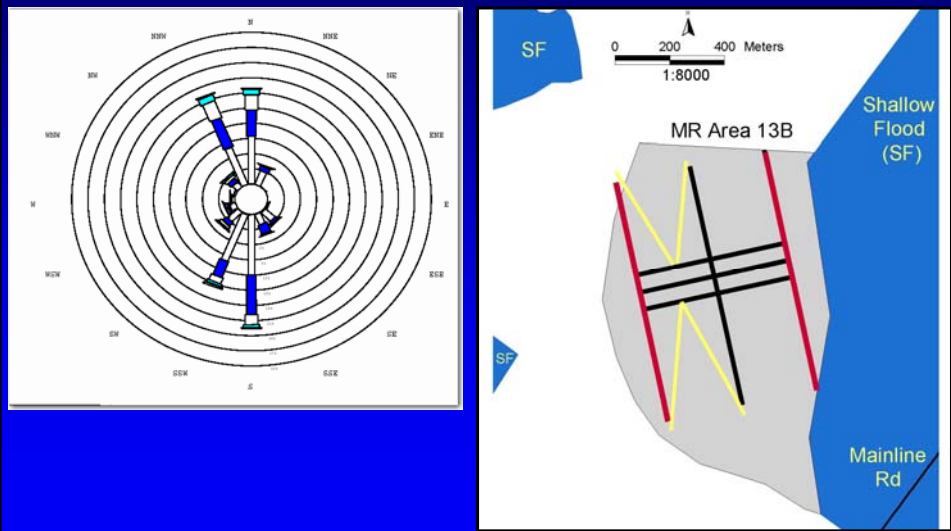 N
NNW
NNE
NW
NE
WNW
ENE
W
E
WSW
ESE
SW
SE
SSW
SSE
S
SF
N
0 200 400 Meters
1:8000
Shallow
Flood
(SF)
MR Area 13B
SF
Mainline
Rd